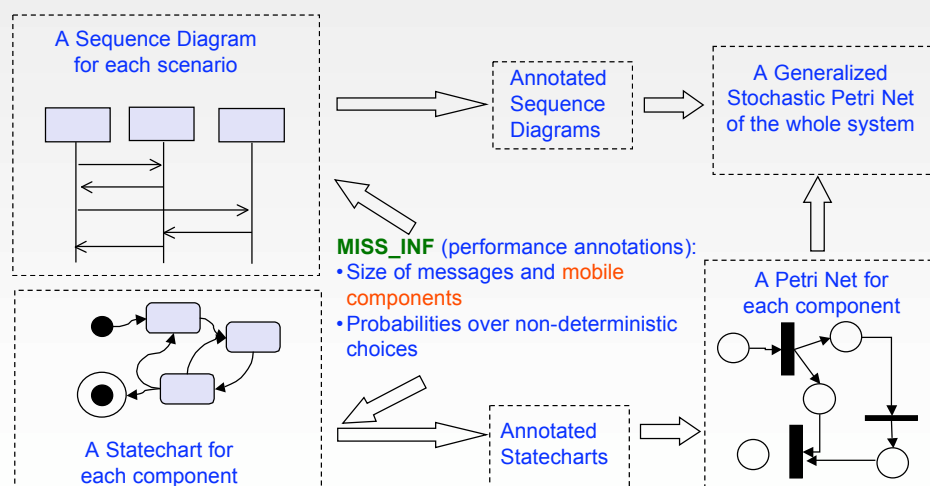 A Sequence Diagram
for each scenario
Annotated
Sequence
Diagrams
A Generalized
Stochastic Petri Net
of the whole system
MISS_INF (performance annotations):
•Size of messages and mobile
components
•Probabilities over non-deterministic
choices
A Statechart for
each component
Annotated
Statecharts
A Petri Net for
each component